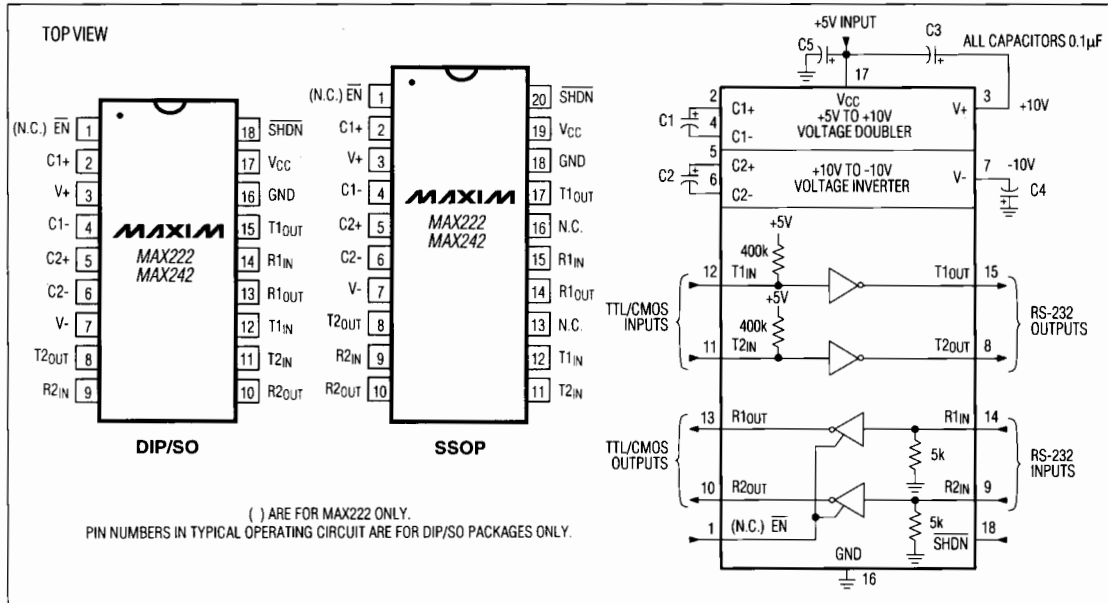 TOP VIEW
(N.C.) EN 1
C1+ 2
V+ 3
C1- 4
C2+ 5
C2- 6
V- 7
T2OUT 8
R2IN 9
18 SHDN
17 VCC
16 GND
15 T1OUT
14 R1IN
13 R1OUT
12 T1IN
11 T2IN
10 R2OUT
MAXIM
MAX222
MAX242
DIP/SO
(N.C.) EN 1
C1+ 2
V+ 3
C1- 4
C2+ 5
C2- 6
V- 7
T2OUT 8
R2IN 9
R2OUT 10
20 SHDN
19 VCC
18 GND
17 T1OUT
16 N.C.
15 R1IN
14 R1OUT
13 N.C.
12 T1IN
11 T2IN
MAXIM
MAX222
MAX242
SSOP
( ) ARE FOR MAX222 ONLY.
PIN NUMBERS IN TYPICAL OPERATING CIRCUIT ARE FOR DIP/SO PACKAGES ONLY.
+5V INPUT
C5
C3
ALL CAPACITORS 0.1µF
17
2 C1+ VCC V+ 3 +10V
+5V TO +10V
VOLTAGE DOUBLER
C1 4 C1-
5 C2+ +10V TO -10V V- 7 -10V
VOLTAGE INVERTER
C2 6 C2- C4
+5V
400k
12 T1IN T1OUT 15
+5V
TTL/CMOS
INPUTS
RS-232
OUTPUTS
400k
11 T2IN T2OUT 8
13 R1OUT R1IN 14
5k
TTL/CMOS
OUTPUTS
RS-232
INPUTS
10 R2OUT R2IN 9
5k
1 (N.C.) EN SHDN 18
GND
16